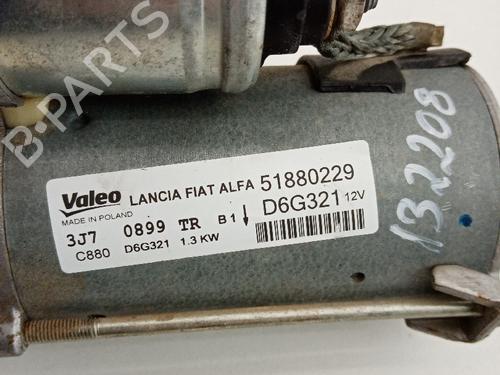 B-PARTS
Valeo LANCIA FIAT ALFA 51880229
MADE IN POLAND D6G321 12V
3J7 0899 TR B1
C880 D6G321 1.3 KW
132208